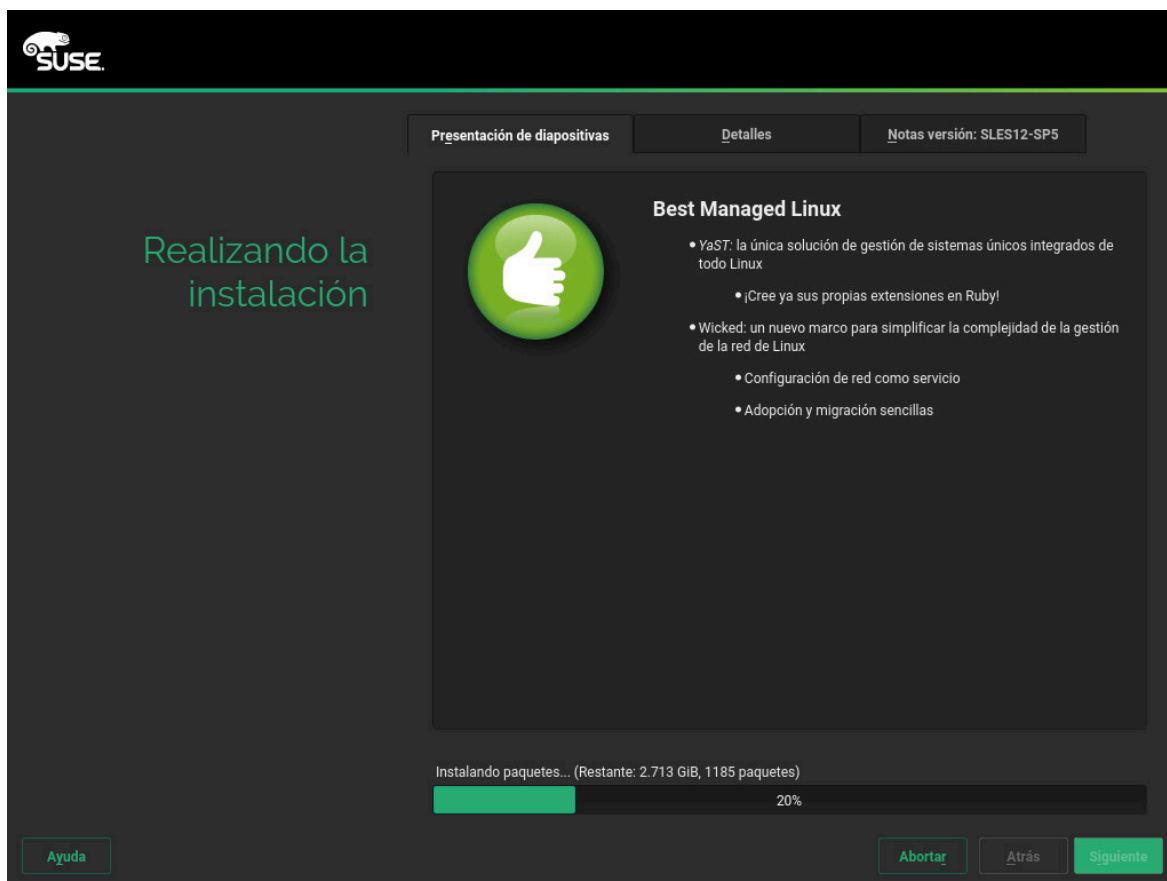 SUSE.
Presentación de diapositivas
Detalles
Notas versión: SLES12-SP5
Realizando la
instalación
Best Managed Linux
• YaST: la única solución de gestión de sistemas únicos integrados de
todo Linux
• ¡Cree ya sus propias extensiones en Ruby!
• Wicked: un nuevo marco para simplificar la complejidad de la gestión
de la red de Linux
• Configuración de red como servicio
• Adopción y migración sencillas
Instalando paquetes... (Restante: 2.713 GiB, 1185 paquetes)
20%
Ayuda
Abortar
Atrás
Siguiente